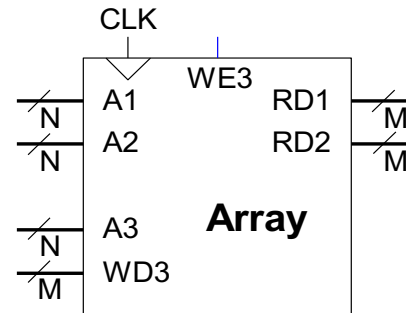 CLK
WE3
A1 RD1
N M
A2 RD2
N M
A3 Array
N
WD3
M